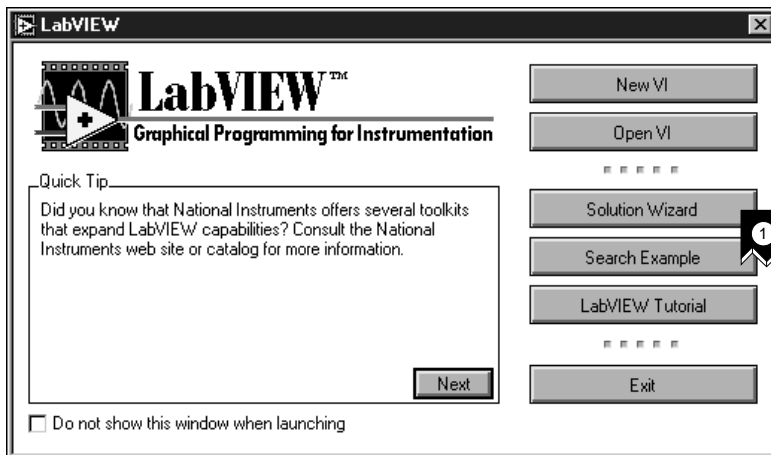 LabVIEW
LabVIEW™
Graphical Programming for Instrumentation
Quick Tip
Did you know that National Instruments offers several toolkits
that expand LabVIEW capabilities? Consult the National
Instruments web site or catalog for more information.
Next
Do not show this window when launching
New VI
Open VI
Solution Wizard
1
Search Example
LabVIEW Tutorial
Exit